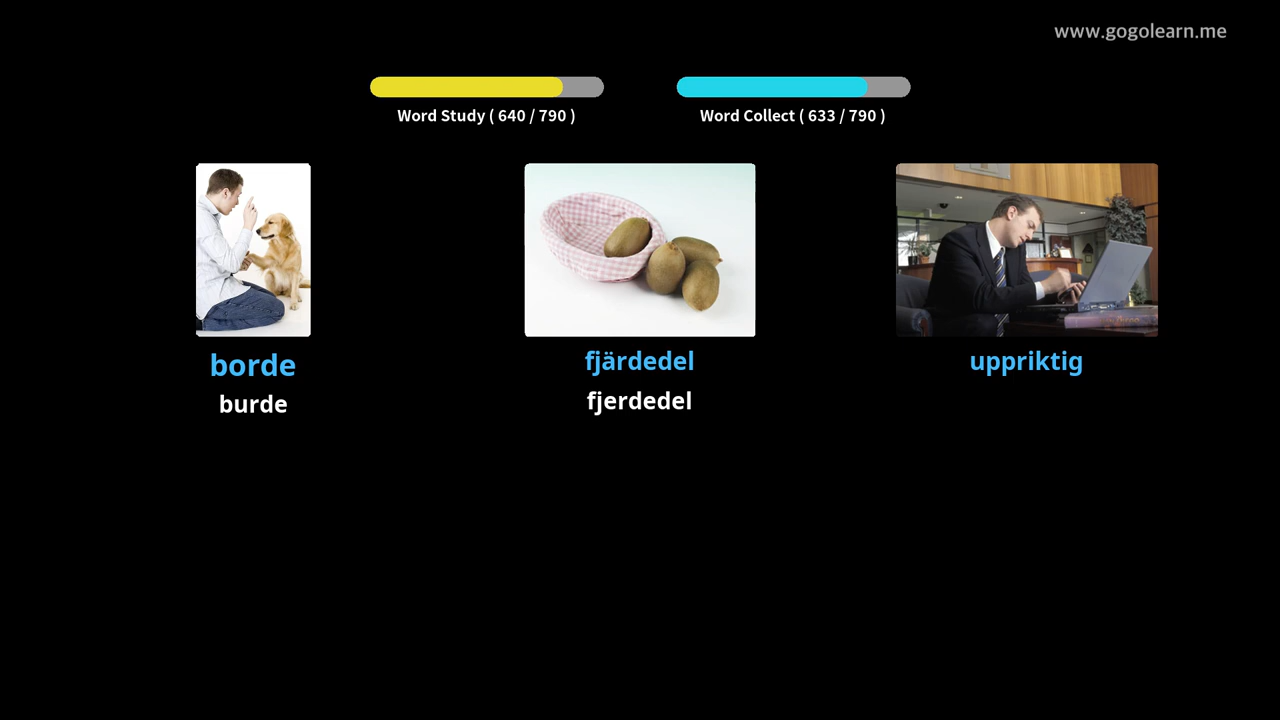 www.gogolearn.me
Word Study ( 640 / 790 )
Word Collect ( 633 / 790 )
borde
burde
fjärdedel
fjerdedel
uppriktig